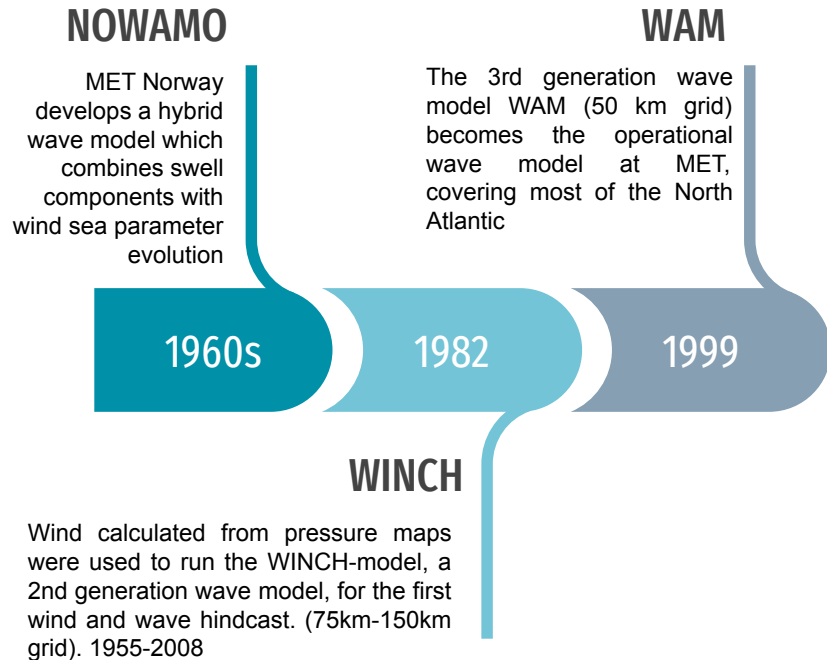 NOWAMO
MET Norway
develops a hybrid
wave model which
combines swell
components with
wind sea parameter
evolution
WAM
The 3rd generation wave
model WAM (50 km grid)
becomes the operational
wave model at MET,
covering most of the North
Atlantic
1960s
1982
1999
WINCH
Wind calculated from pressure maps
were used to run the WINCH-model, a
2nd generation wave model, for the first
wind and wave hindcast. (75km-150km
grid). 1955-2008